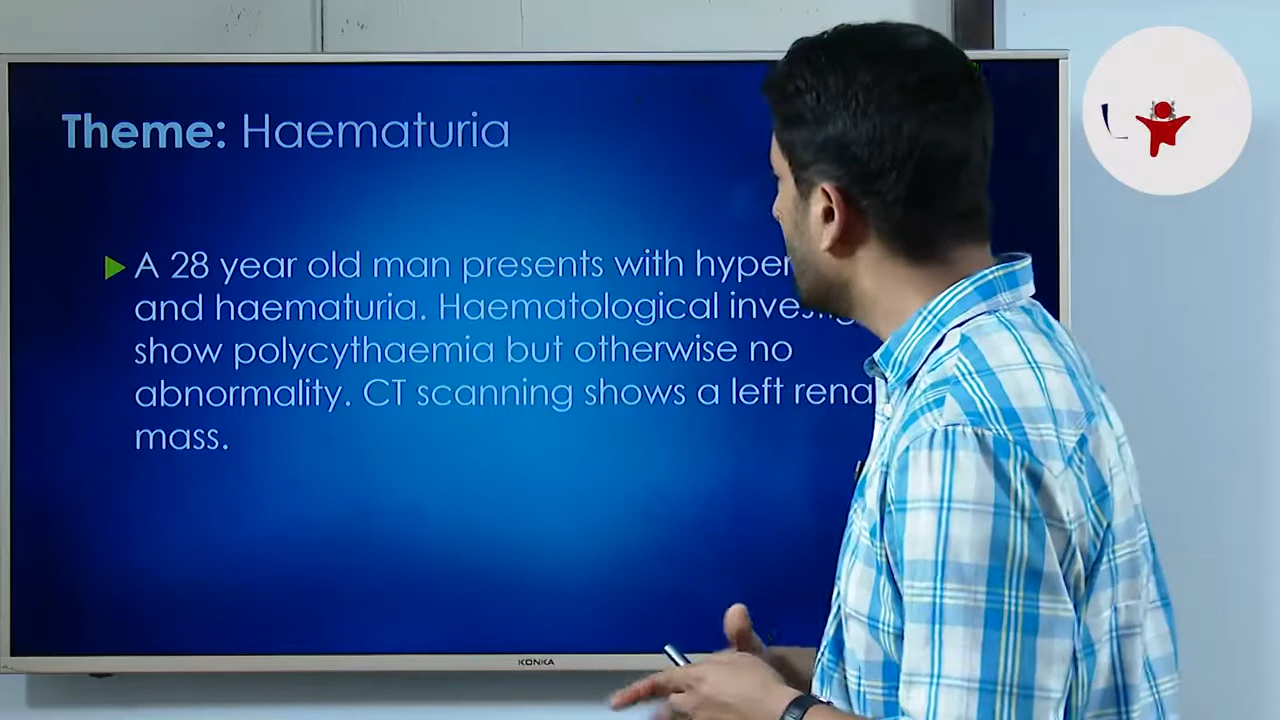 Theme: Haematuria
A 28 year old man presents with hyper
and haematuria. Haematological investig
show polycythaemia but otherwise no
abnormality. CT scanning shows a left rena
mass.
KONKA
L